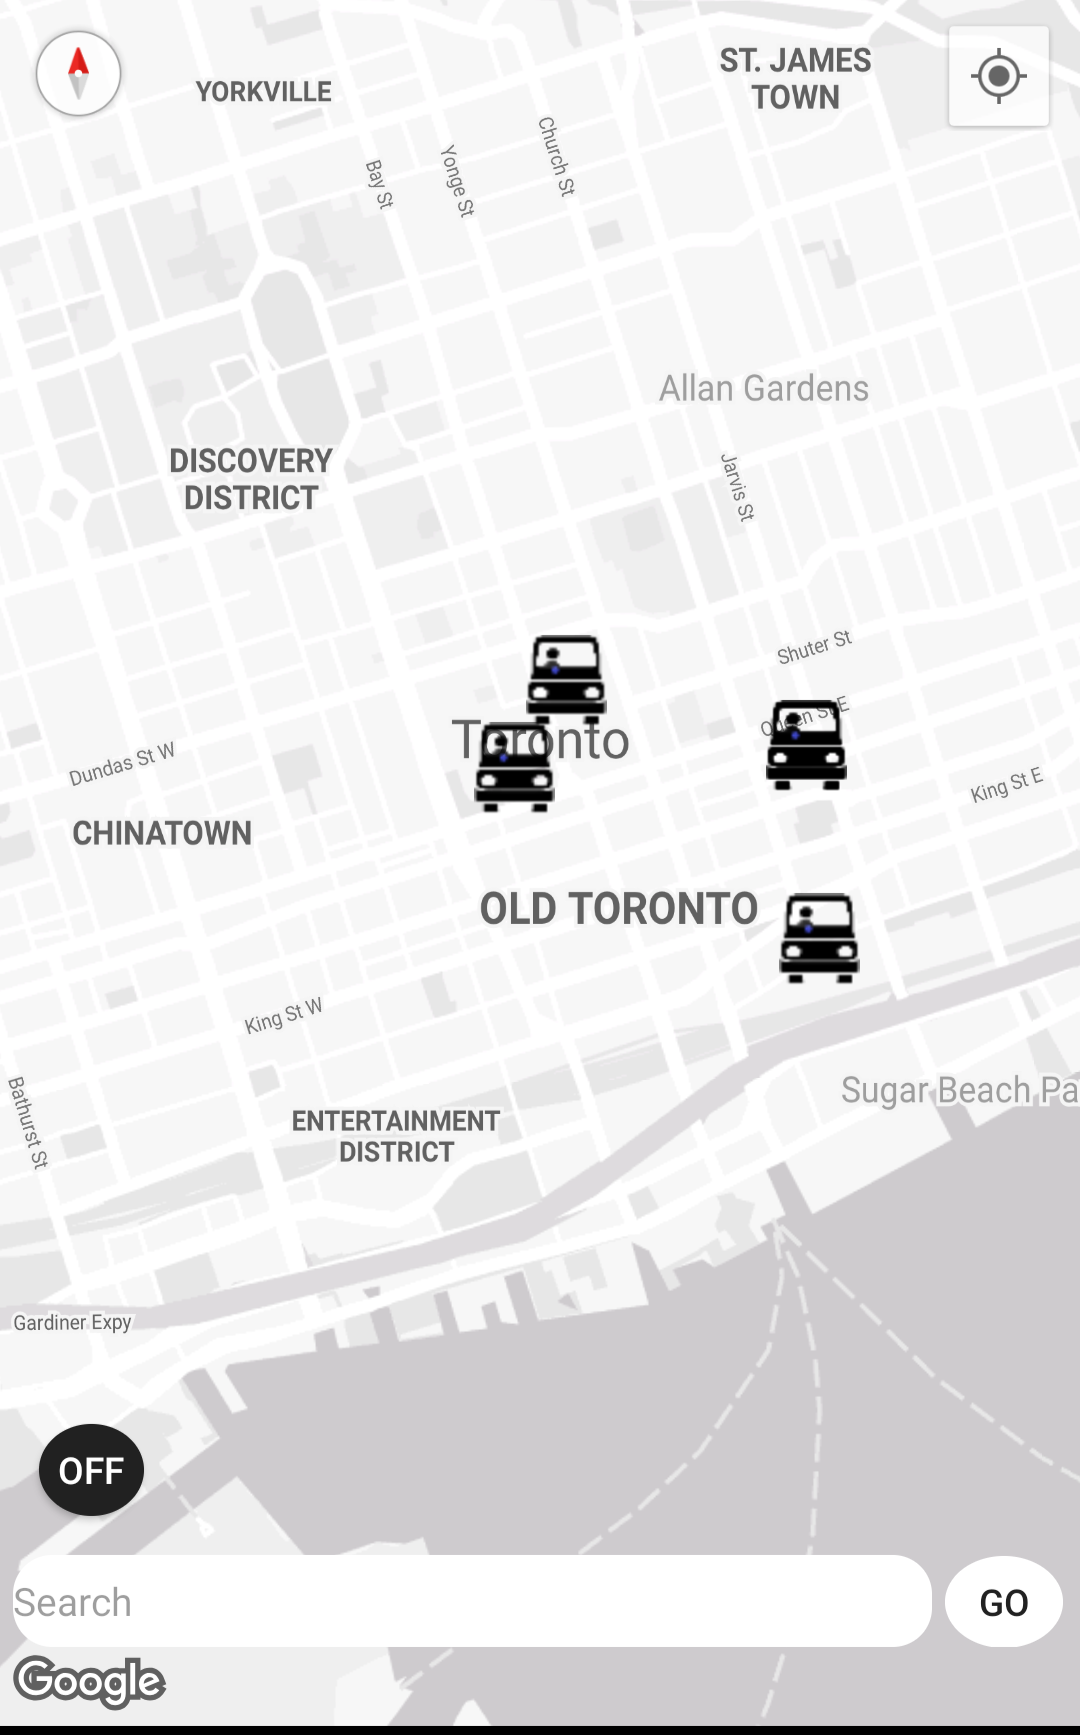 YORKVILLE
ST. JAMES
TOWN
Bay St
Yonge St
Church St
Allan Gardens
DISCOVERY
DISTRICT
Jarvis St
Shuter St
Queen St E
Toronto
Dundas St W
King St E
CHINATOWN
OLD TORONTO
King St W
Bathurst St
Sugar Beach Pa
ENTERTAINMENT
DISTRICT
Gardiner Expy
OFF
Search
GO
Google